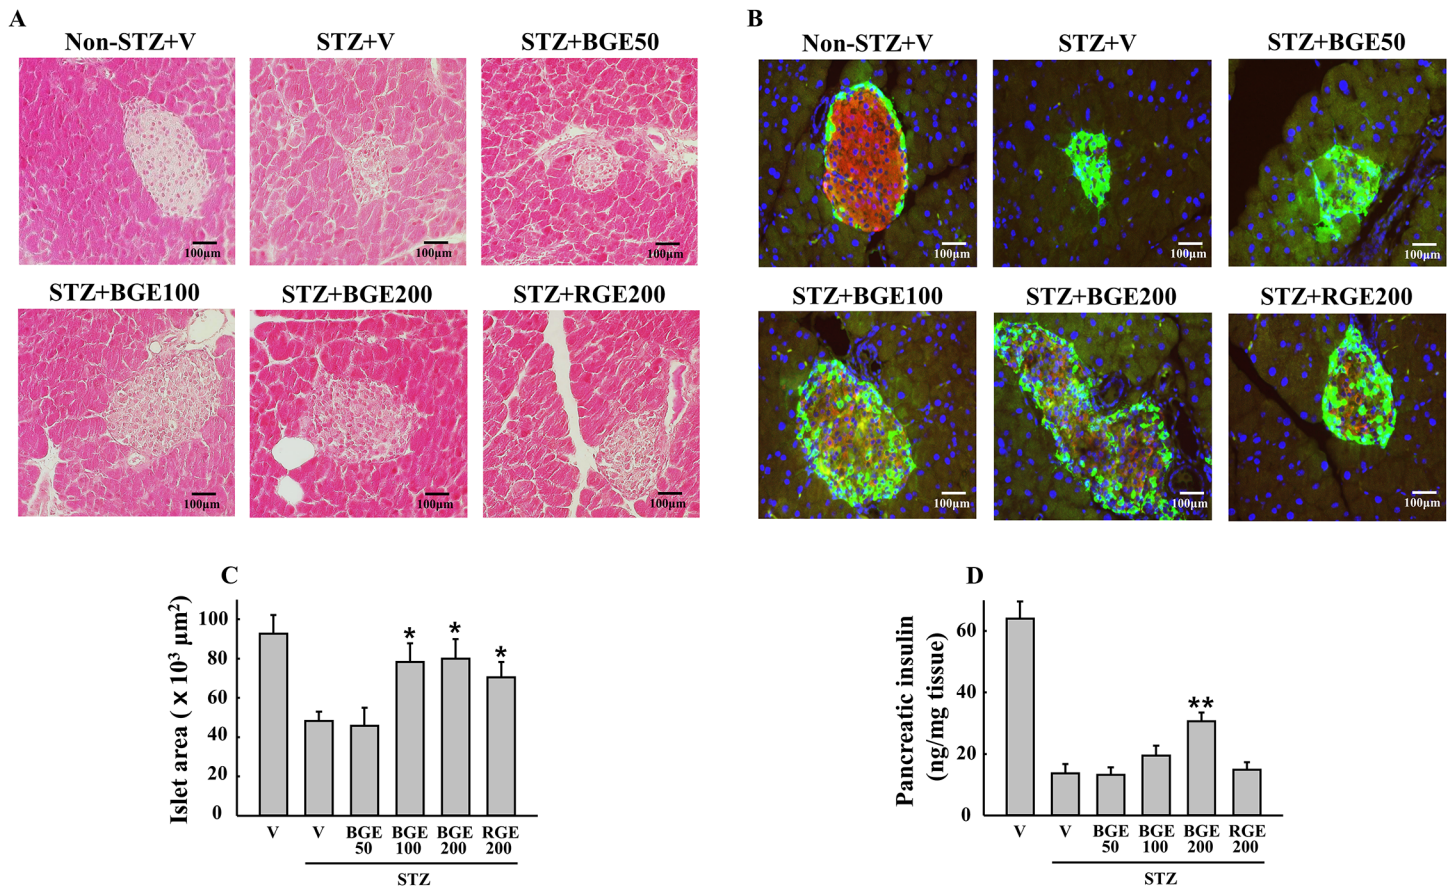 A
B
Non-STZ+V
STZ+V
STZ+BGE50
Non-STZ+V
STZ+V
STZ+BGE50
100µm
100µm
100µm
100µm
100µm
100µm
STZ+BGE100
STZ+BGE200
STZ+RGE200
STZ+BGE100
STZ+BGE200
STZ+RGE200
100µm
100µm
100µm
100µm
100µm
100µm
C
Islet area ( x 10³ µm²)
100
80
60
40
20
0
*
*
*
V
V
BGE 50
BGE 100
BGE 200
RGE 200
STZ
D
Pancreatic insulin
(ng/mg tissue)
60
40
20
0
**
V
V
BGE 50
BGE 100
BGE 200
RGE 200
STZ